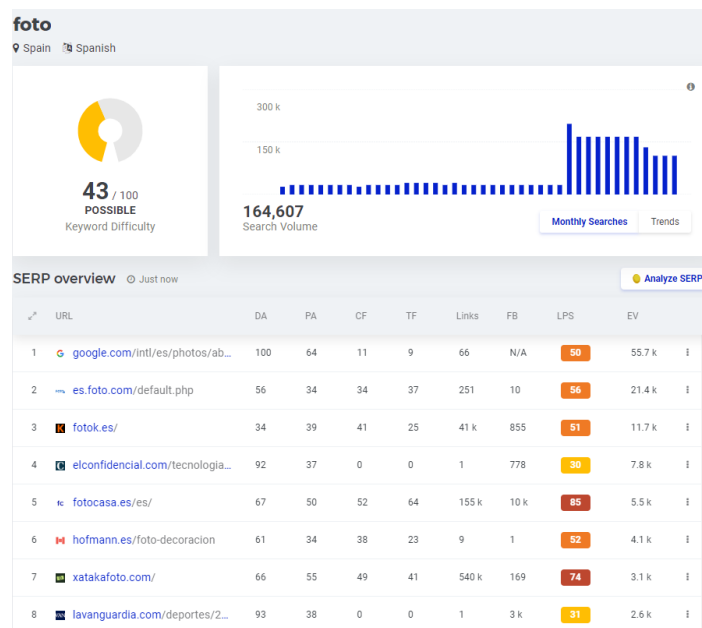 foto
Spain Spanish
300 k
150 k
43 / 100
POSSIBLE
Keyword Difficulty
164,607
Search Volume
Monthly Searches Trends
SERP overview Just now Analyze SERP
URL DA PA CF TF Links FB LPS EV
1 google.com/intl/es/photos/ab... 100 64 11 9 66 N/A 50 55.7 k
2 es.foto.com/default.php 56 34 34 37 251 10 56 21.4 k
3 fotok.es/ 34 39 41 25 41 k 855 51 11.7 k
4 elconfidencial.com/tecnologia... 92 37 0 0 1 778 30 7.8 k
5 fotocasa.es/es/ 67 50 52 64 155 k 10 k 85 5.5 k
6 hofmann.es/foto-decoracion 61 34 38 23 9 1 52 4.1 k
7 xatakafoto.com/ 66 55 49 41 540 k 169 74 3.1 k
8 lavanguardia.com/deportes/2... 93 38 0 0 1 3 k 31 2.6 k